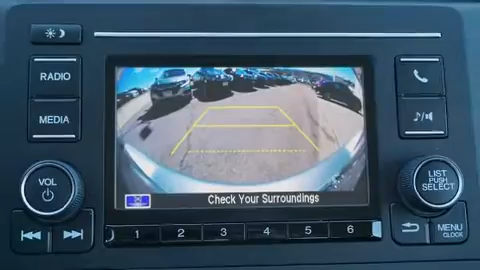 RADIO
MEDIA
VOL
Check Your Surroundings
1 2 3 4 5 6
LIST
PUSH
SELECT
MENU
CLOCK